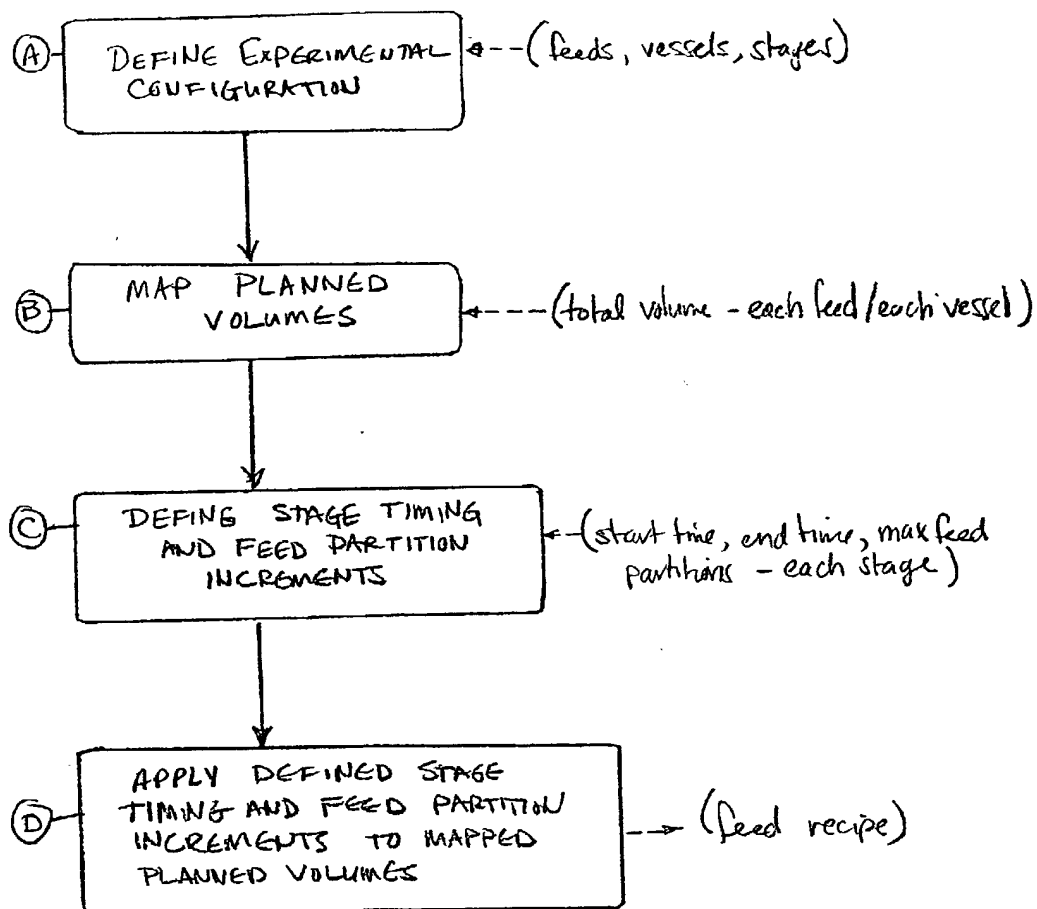 A
DEFINE EXPERIMENTAL
CONFIGURATION
(feeds, vessels, stages)
B
MAP PLANNED
VOLUMES
(total volume - each feed/each vessel)
C
DEFINE STAGE TIMING
AND FEED PARTITION
INCREMENTS
(start time, end time, max feed
partitions - each stage)
D
APPLY DEFINED STAGE
TIMING AND FEED PARTITION
INCREMENTS TO MAPPED
PLANNED VOLUMES
(feed recipe)